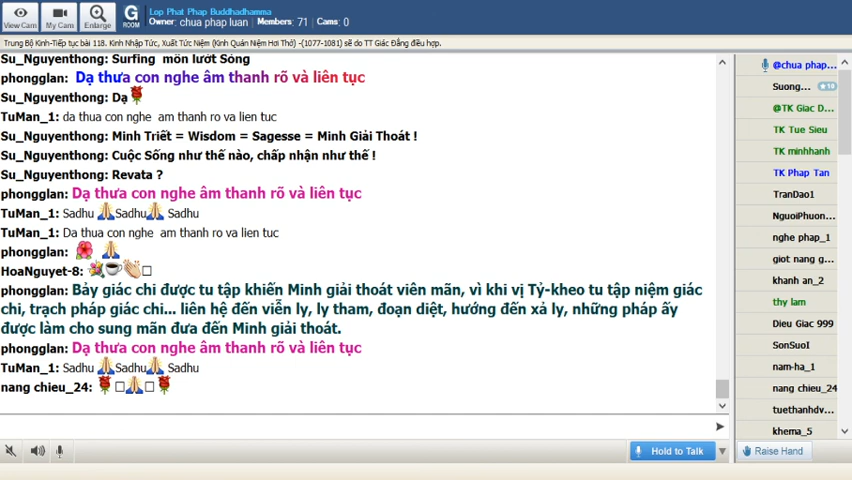 View Cam
My Cam
Enlarge
G
ROOM
Lop Phat Phap Buddhadhamma
Owner: chua phap luan Members: 71 Cams: 0
Trung Bộ Kinh-Tiếp tục bài 118. Kinh Nhập Tức, Xuất Tức Niệm (Kinh Quán Niệm Hơi Thở) -(1077-1081) sẽ do TT Giác Đẳng điều hợp.
Su_Nguyenthong: Surfing môn lướt Sóng
phongglan: Dạ thưa con nghe âm thanh rõ và liên tục
Su_Nguyenthong: Dạ
TuMan_1: da thua con nghe am thanh ro va lien tuc
Su_Nguyenthong: Minh Triết = Wisdom = Sagesse = Minh Giải Thoát !
Su_Nguyenthong: Cuộc Sống như thế nào, chấp nhận như thế !
Su_Nguyenthong: Revata ?
phongglan: Dạ thưa con nghe âm thanh rõ và liên tục
TuMan_1: Sadhu 🙏Sadhu🙏 Sadhu
TuMan_1: Da thua con nghe am thanh ro va lien tuc
phongglan: 🌺 🙏
HoaNguyet-8: 💐☕👏□
phongglan: Bảy giác chi được tu tập khiến Minh giải thoát viên mãn, vì khi vị Tỷ-kheo tu tập niệm giác
chi, trạch pháp giác chi... liên hệ đến viễn ly, ly tham, đoạn diệt, hướng đến xả ly, những pháp ấy
được làm cho sung mãn đưa đến Minh giải thoát.
phongglan: Dạ thưa con nghe âm thanh rõ và liên tục
TuMan_1: Sadhu 🙏Sadhu🙏 Sadhu
nang chieu_24: 🌹 □🙏□ 🌹
Hold to Talk
@chua phap...
Suong... 10
@TK Giac D...
TK Tue Sieu
TK minhhanh
TK Phap Tan
TranDao1
NguoiPhuon...
nghe phap_1
giot nang g...
khanh an_2
thy lam
Dieu Giac 999
SonSuoI
nam-ha_1
nang chieu_24
tuethanhdv...
khema_5
Raise Hand